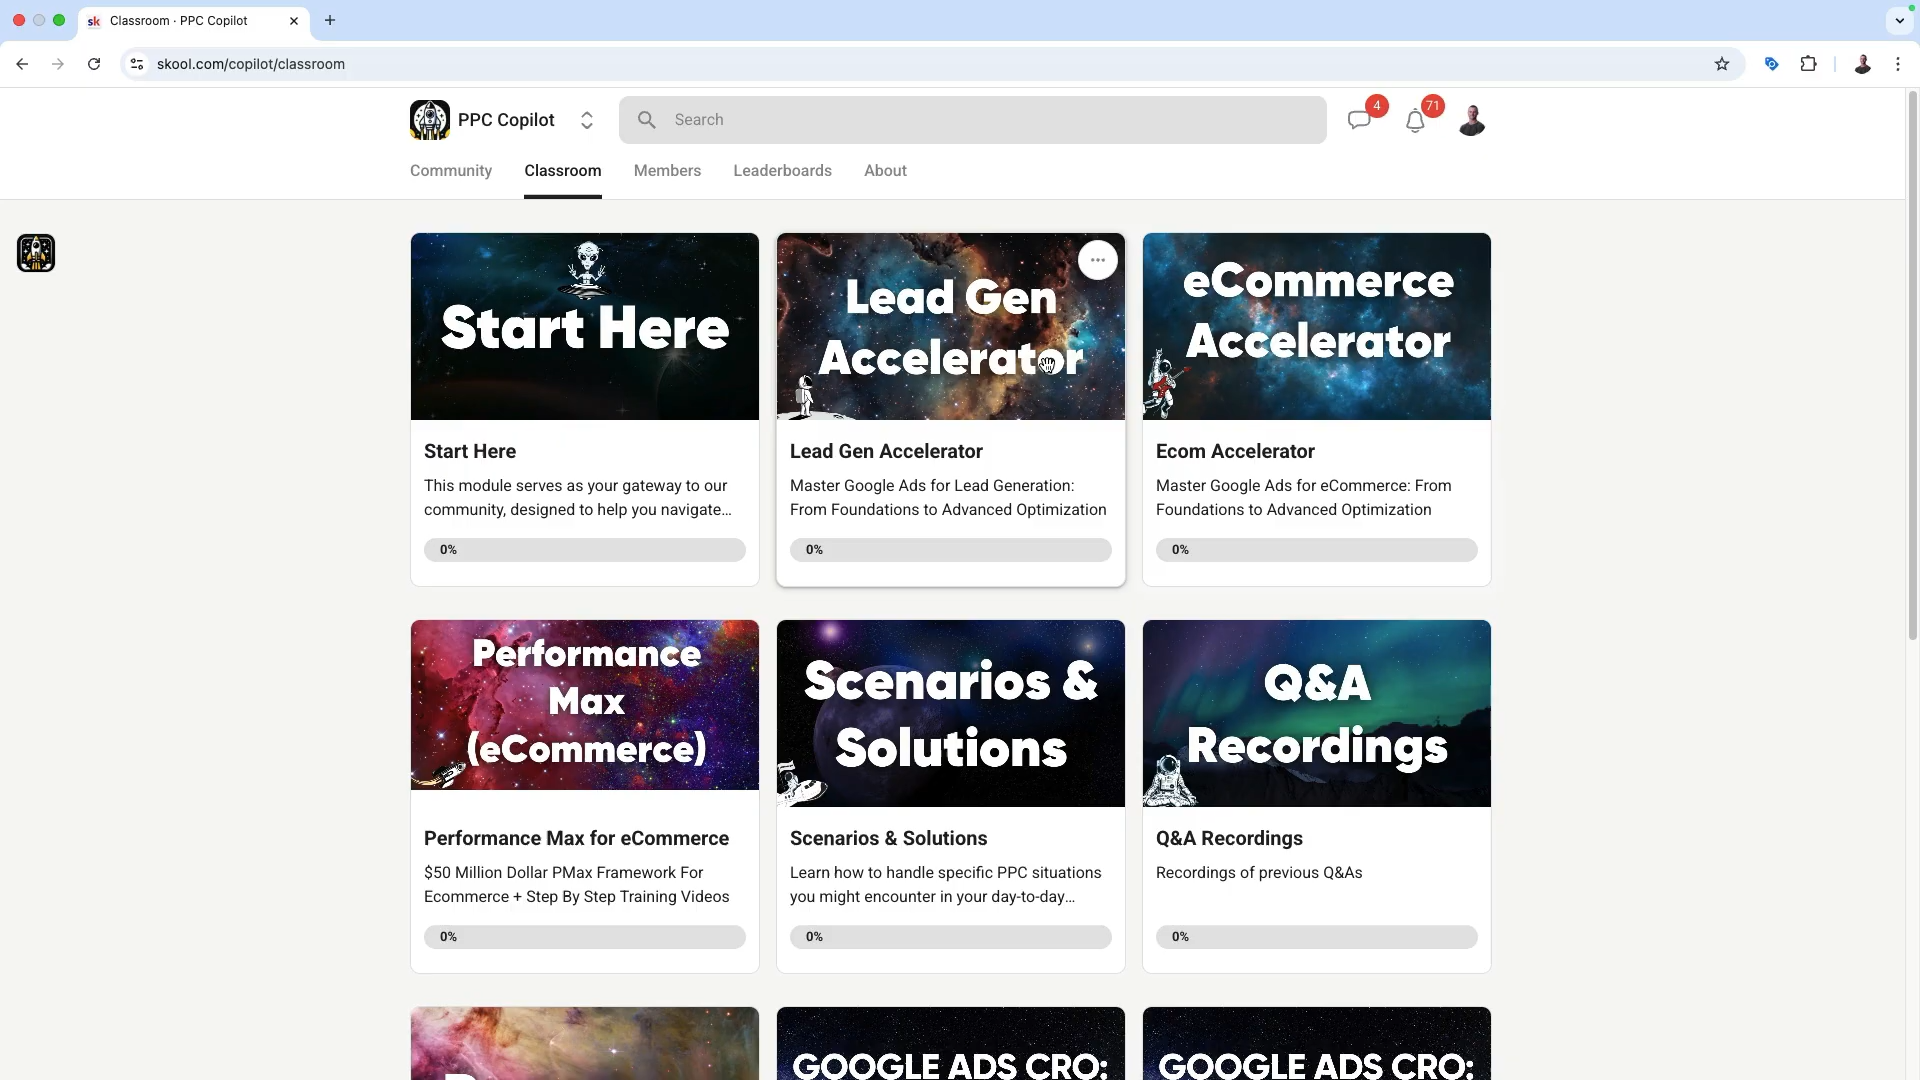 sk Classroom · PPC Copilot
skool.com/copilot/classroom
PPC Copilot
Search
4
71
Community
Classroom
Members
Leaderboards
About
Start Here
Lead Gen
Accelerator
eCommerce
Accelerator
Start Here
This module serves as your gateway to our
community, designed to help you navigate...
0%
Lead Gen Accelerator
Master Google Ads for Lead Generation:
From Foundations to Advanced Optimization
0%
Ecom Accelerator
Master Google Ads for eCommerce: From
Foundations to Advanced Optimization
0%
Performance
Max
(eCommerce)
Scenarios &
Solutions
Q&A
Recordings
Performance Max for eCommerce
$50 Million Dollar PMax Framework For
Ecommerce + Step By Step Training Videos
0%
Scenarios & Solutions
Learn how to handle specific PPC situations
you might encounter in your day-to-day...
0%
Q&A Recordings
Recordings of previous Q&As
0%
GOOGLE ADS CRO:
GOOGLE ADS CRO: